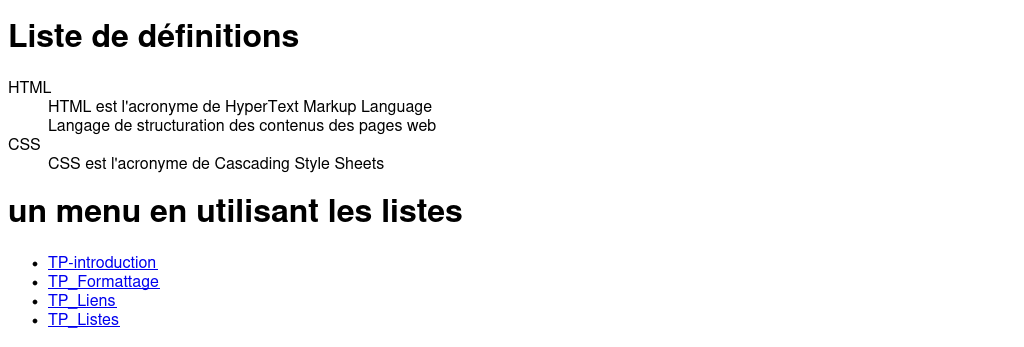 Liste de définitions
HTML
HTML est l'acronyme de HyperText Markup Language
Langage de structuration des contenus des pages web
CSS
CSS est l'acronyme de Cascading Style Sheets
un menu en utilisant les listes
TP-introduction
TP_Formattage
TP_Liens
TP_Listes